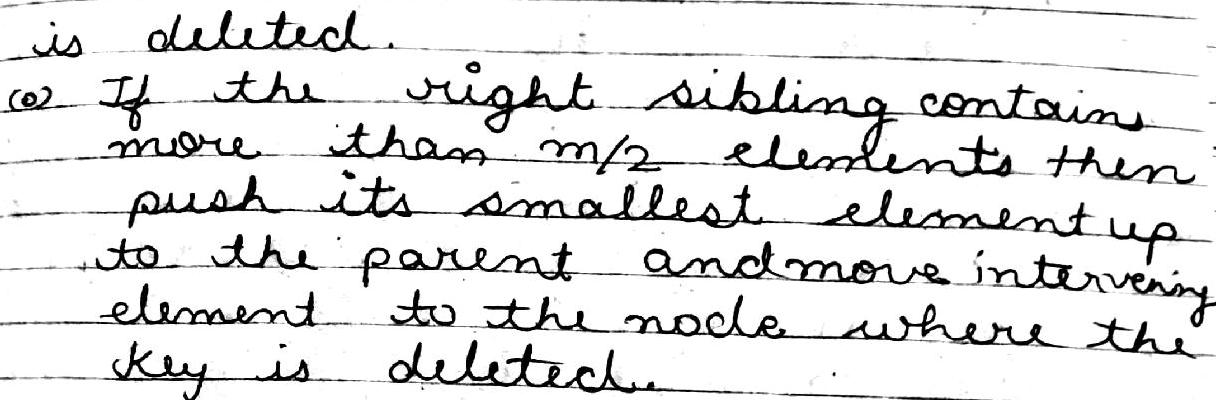 is deleted.
(o) If the right sibling contains
more than m/2 elements then
push its smallest element up
to the parent and move intervening
element to the node where the
key is deleted.